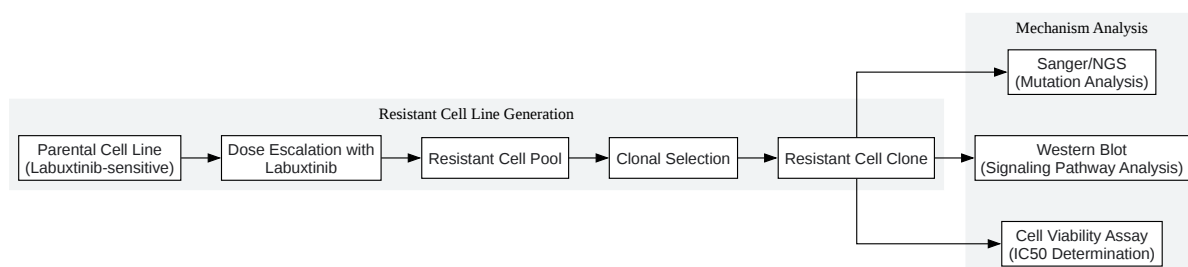 Mechanism Analysis
Sanger/NGS
(Mutation Analysis)
Resistant Cell Line Generation
Parental Cell Line
(Labuxtinib-sensitive)
Dose Escalation with
Labuxtinib
Resistant Cell Pool
Clonal Selection
Resistant Cell Clone
Western Blot
(Signaling Pathway Analysis)
Cell Viability Assay
(IC50 Determination)